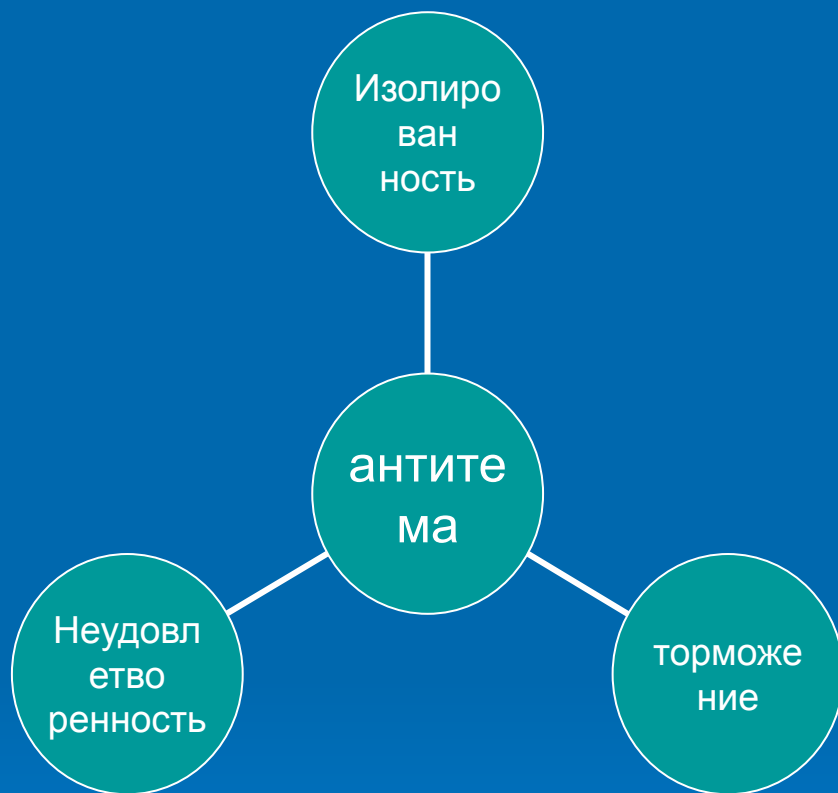 Изолиро
ван
ность
антите
ма
Неудовл
етво
ренность
торможе
ние